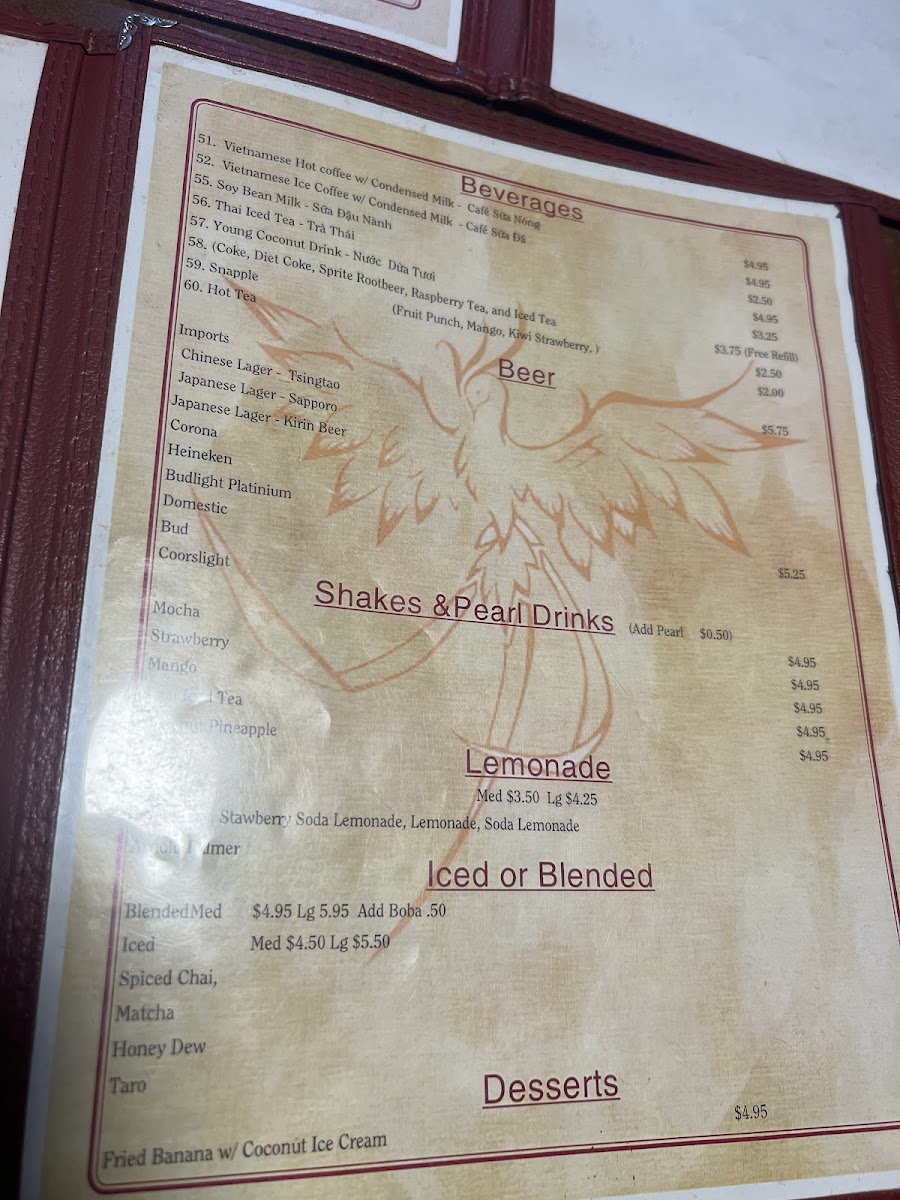 Beverages
51. Vietnamese Hot coffee w/ Condensed Milk - Café Sữa Nóng $4.95
52. Vietnamese Ice Coffee w/ Condensed Milk - Café Sữa Đá $4.95
55. Soy Bean Milk - Sữa Đậu Nành $2.50
56. Thai Iced Tea - Trà Thái $4.95
57. Young Coconut Drink - Nước Dừa Tươi $3.25
58. (Coke, Diet Coke, Sprite Rootbeer, Raspberry Tea, and Iced Tea $3.75 (Free Refill)
59. Snapple (Fruit Punch, Mango, Kiwi Strawberry, ) $2.50
60. Hot Tea $2.00
Beer
Imports $5.75
Chinese Lager - Tsingtao
Japanese Lager - Sapporo
Japanese Lager - Kirin Beer
Corona
Heineken
Budlight Platinium
Domestic $5.25
Bud
Coorslight
Shakes &Pearl Drinks (Add Pearl $0.50)
Mocha $4.95
Strawberry $4.95
Mango $4.95
Tea $4.95
Pineapple $4.95
Lemonade
Med $3.50 Lg $4.25
Stawberry Soda Lemonade, Lemonade, Soda Lemonade
Iced or Blended
BlendedMed $4.95 Lg 5.95 Add Boba .50
Iced Med $4.50 Lg $5.50
Spiced Chai,
Matcha
Honey Dew
Taro
Desserts
$4.95
Fried Banana w/ Coconut Ice Cream